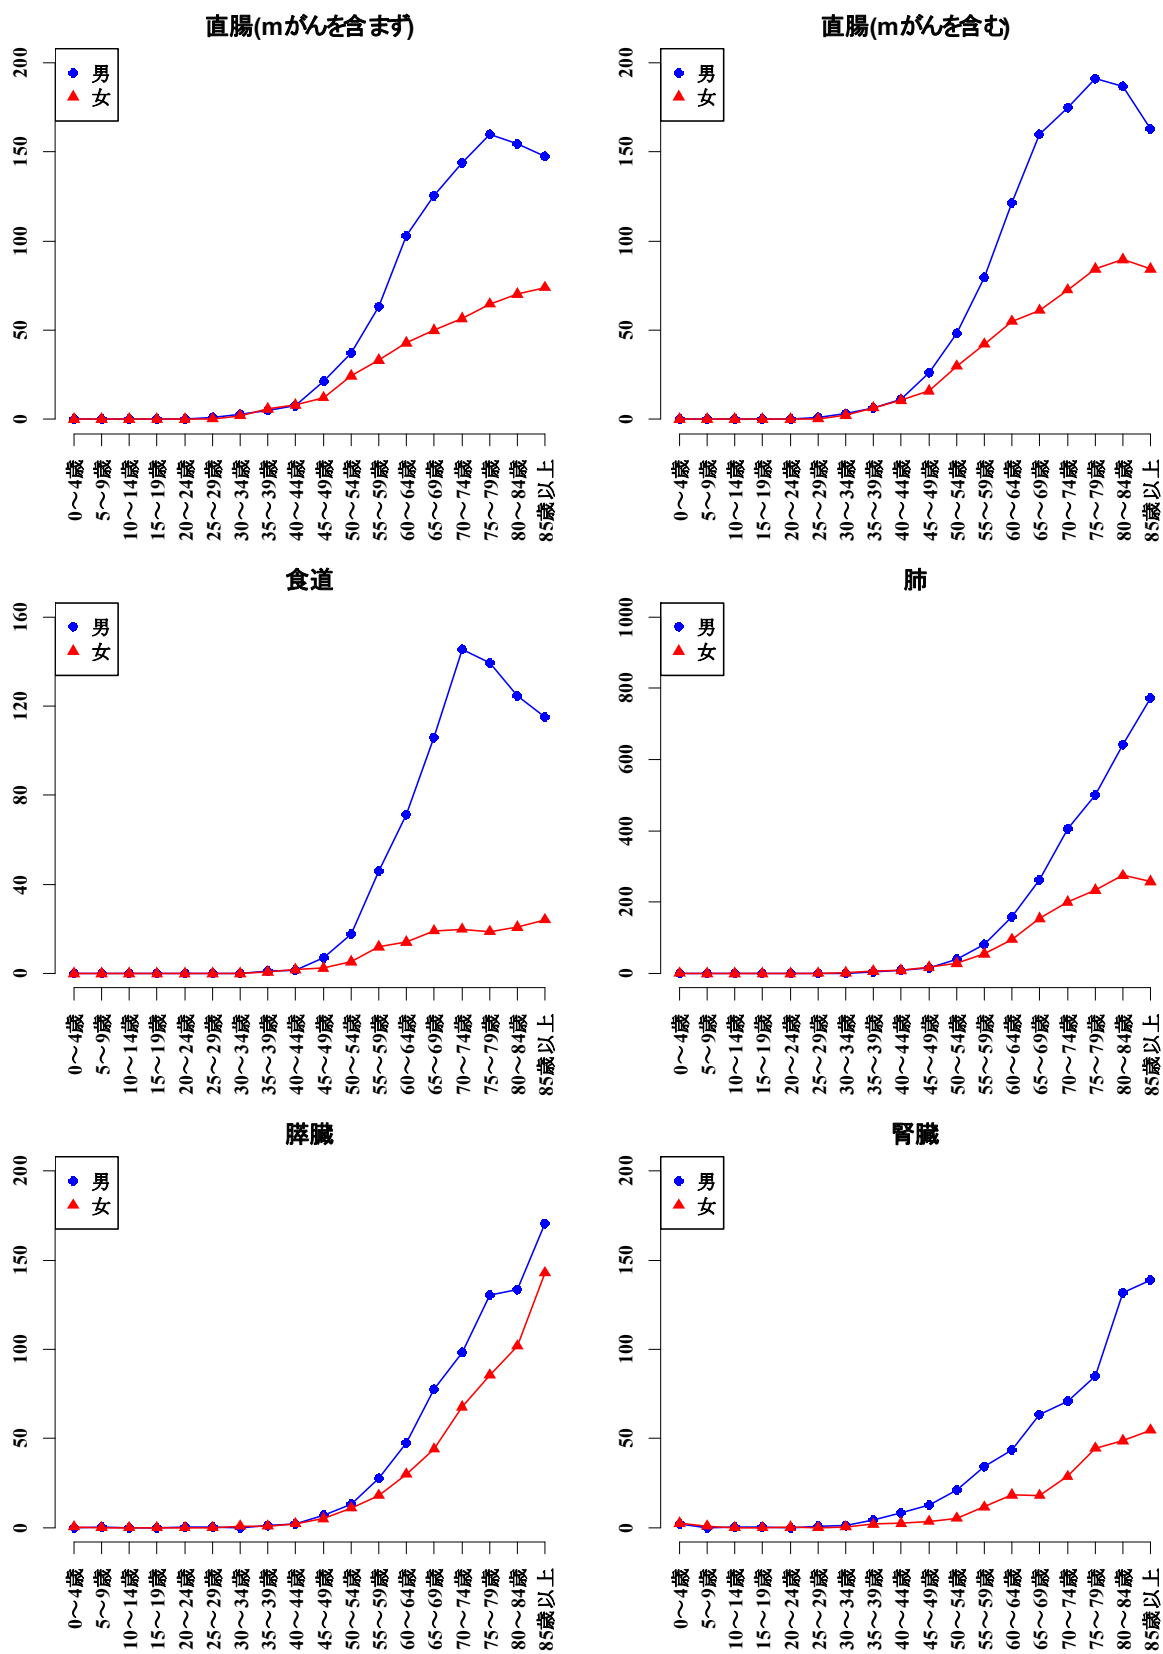 直腸(mがんを含まず)
200
150
100
50
0
男
女
0～4歳
5～9歳
10～14歳
15～19歳
20～24歳
25～29歳
30～34歳
35～39歳
40～44歳
45～49歳
50～54歳
55～59歳
60～64歳
65～69歳
70～74歳
75～79歳
80～84歳
85歳以上
直腸(mがんを含む)
200
150
100
50
0
男
女
0～4歳
5～9歳
10～14歳
15～19歳
20～24歳
25～29歳
30～34歳
35～39歳
40～44歳
45～49歳
50～54歳
55～59歳
60～64歳
65～69歳
70～74歳
75～79歳
80～84歳
85歳以上
食道
160
120
80
40
0
男
女
0～4歳
5～9歳
10～14歳
15～19歳
20～24歳
25～29歳
30～34歳
35～39歳
40～44歳
45～49歳
50～54歳
55～59歳
60～64歳
65～69歳
70～74歳
75～79歳
80～84歳
85歳以上
肺
1000
800
600
400
200
0
男
女
0～4歳
5～9歳
10～14歳
15～19歳
20～24歳
25～29歳
30～34歳
35～39歳
40～44歳
45～49歳
50～54歳
55～59歳
60～64歳
65～69歳
70～74歳
75～79歳
80～84歳
85歳以上
膵臓
200
150
100
50
0
男
女
0～4歳
5～9歳
10～14歳
15～19歳
20～24歳
25～29歳
30～34歳
35～39歳
40～44歳
45～49歳
50～54歳
55～59歳
60～64歳
65～69歳
70～74歳
75～79歳
80～84歳
85歳以上
腎臓
200
150
100
50
0
男
女
0～4歳
5～9歳
10～14歳
15～19歳
20～24歳
25～29歳
30～34歳
35～39歳
40～44歳
45～49歳
50～54歳
55～59歳
60～64歳
65～69歳
70～74歳
75～79歳
80～84歳
85歳以上